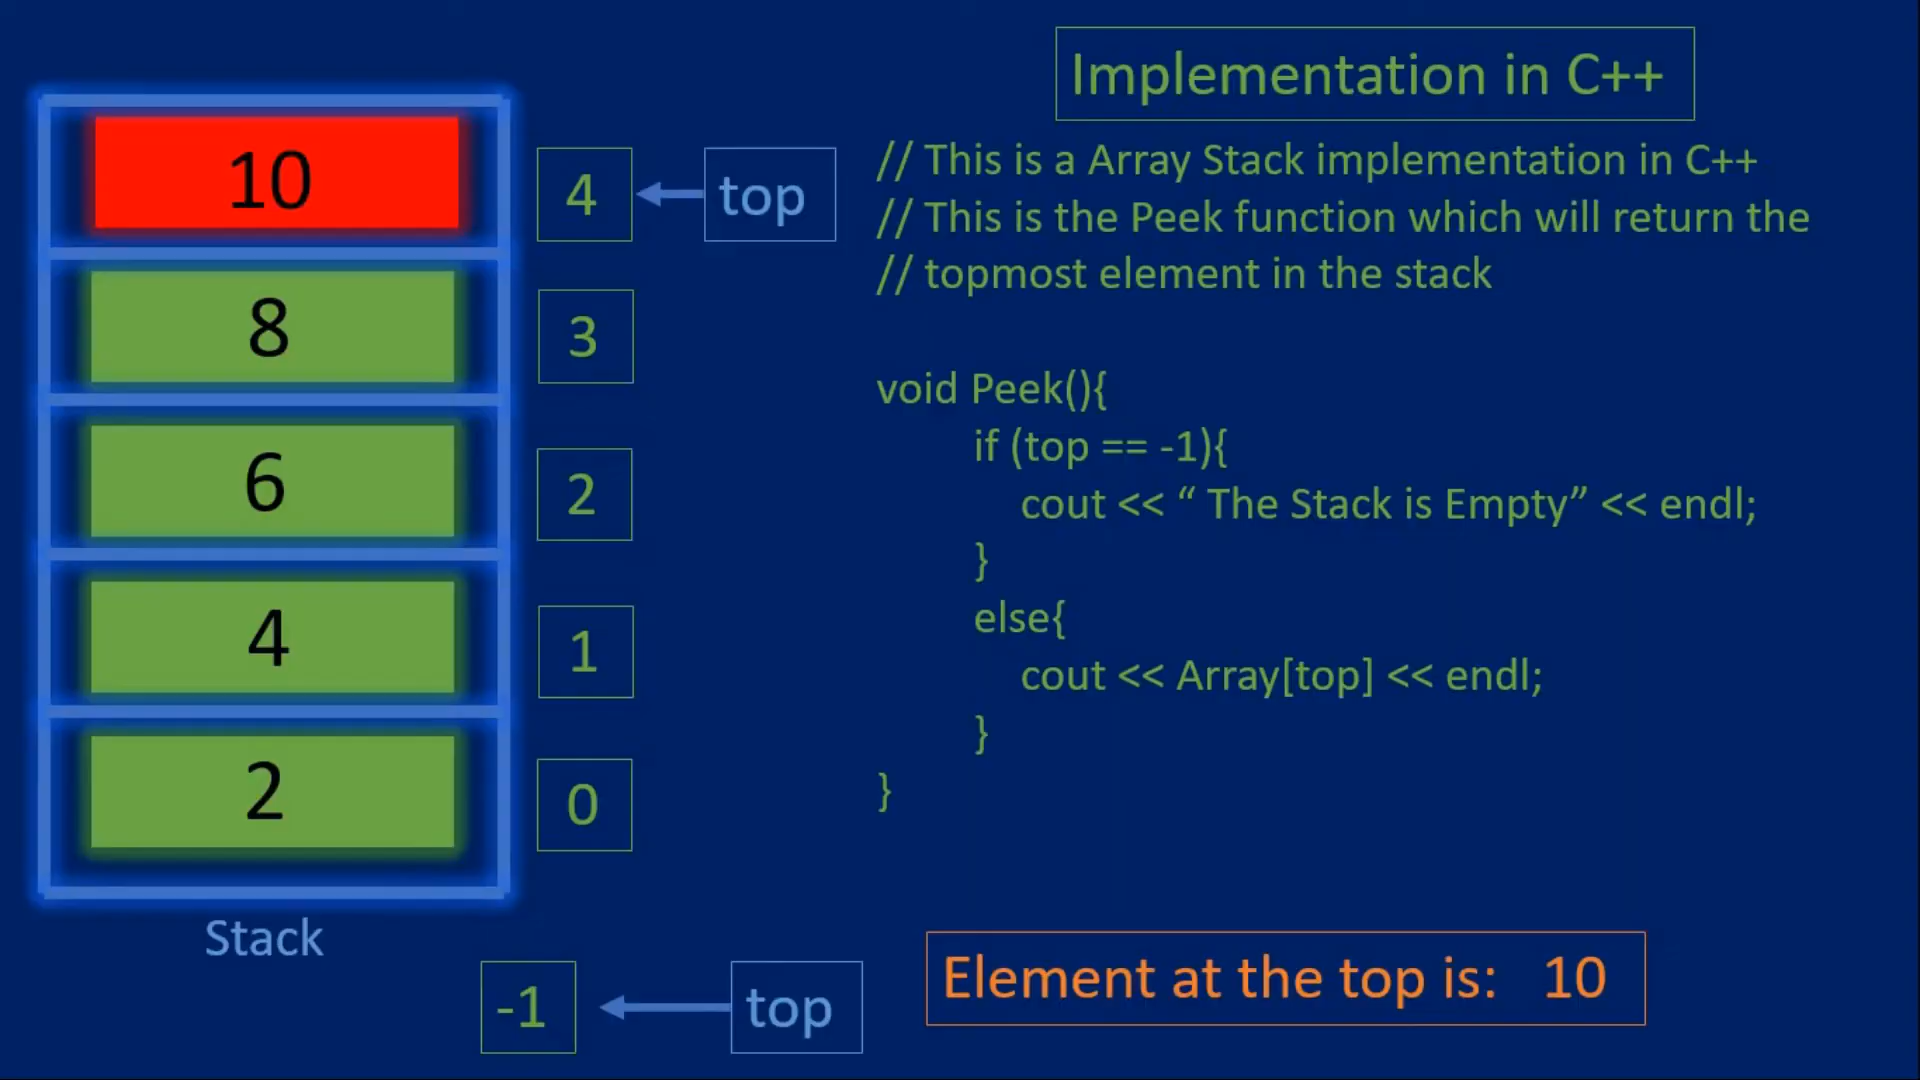 Implementation in C++
10
4
top
8
3
6
2
4
1
2
0
Stack
-1
top
// This is a Array Stack implementation in C++
// This is the Peek function which will return the
// topmost element in the stack
void Peek(){
if (top == -1){
cout << “ The Stack is Empty” << endl;
}
else{
cout << Array[top] << endl;
}
}
Element at the top is: 10